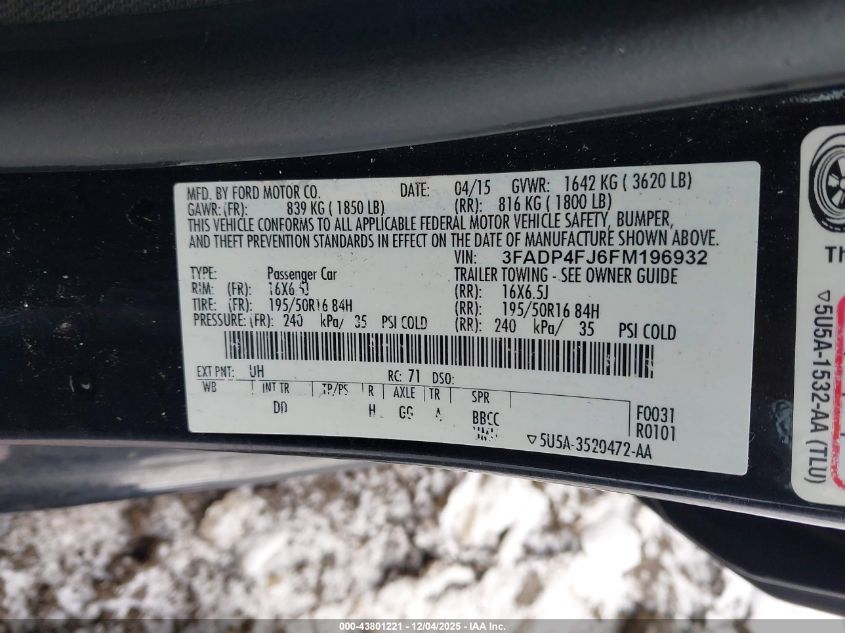 MFD. BY FORD MOTOR CO. DATE: 04/15 GVWR: 1642 KG ( 3620 LB)
GAWR:(FR): 839 KG ( 1850 LB) (RR): 816 KG ( 1800 LB)
THIS VEHICLE CONFORMS TO ALL APPLICABLE FEDERAL MOTOR VEHICLE SAFETY, BUMPER,
AND THEFT PREVENTION STANDARDS IN EFFECT ON THE DATE OF MANUFACTURE SHOWN ABOVE.
VIN: 3FADP4FJ6FM196932
TYPE: Passenger Car TRAILER TOWING - SEE OWNER GUIDE
RIM: (FR): 16X6.5J (RR): 16X6.5J
TIRE: (FR): 195/50R16 84H (RR): 195/50R16 84H
PRESSURE: (FR): 240 kPa/ 35 PSI COLD (RR): 240 kPa/ 35 PSI COLD
EXT PNT: UH RC: 71 DSO:
WB INT TR TP/PS R AXLE TR SPR
DD H GG A BBCC
F0031
R0101
▽5U5A-3520472-AA
Th
▽5U5A-1532-AA (TLU)
000-43801221 - 12/04/2025 - IAA Inc.